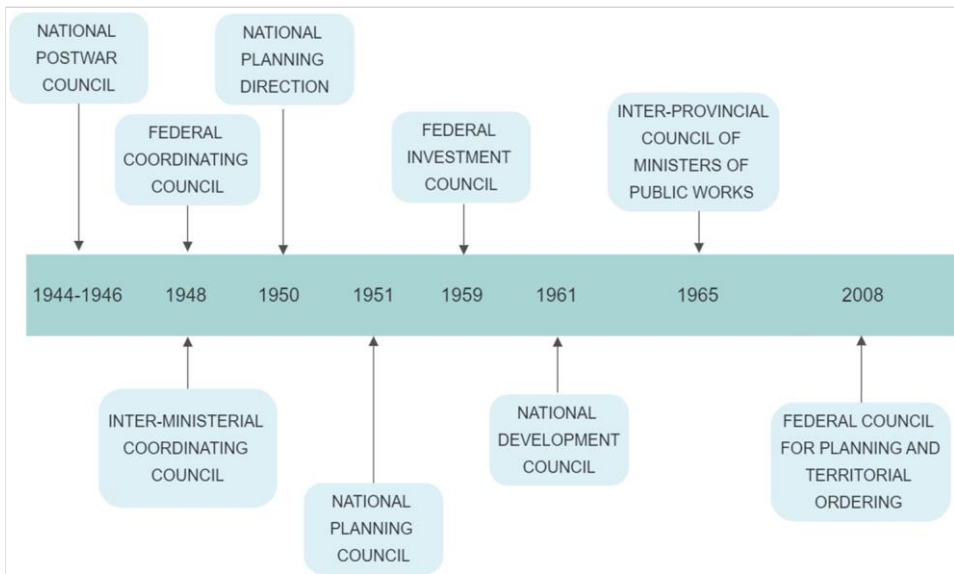 NATIONAL
POSTWAR
COUNCIL
FEDERAL
COORDINATING
COUNCIL
NATIONAL
PLANNING
DIRECTION
FEDERAL
INVESTMENT
COUNCIL
INTER-PROVINCIAL
COUNCIL OF
MINISTERS OF
PUBLIC WORKS
1944-1946 1948 1950 1951 1959 1961 1965 2008
INTER-MINISTERIAL
COORDINATING
COUNCIL
NATIONAL
PLANNING
COUNCIL
NATIONAL
DEVELOPMENT
COUNCIL
FEDERAL COUNCIL
FOR PLANNING AND
TERRITORIAL
ORDERING